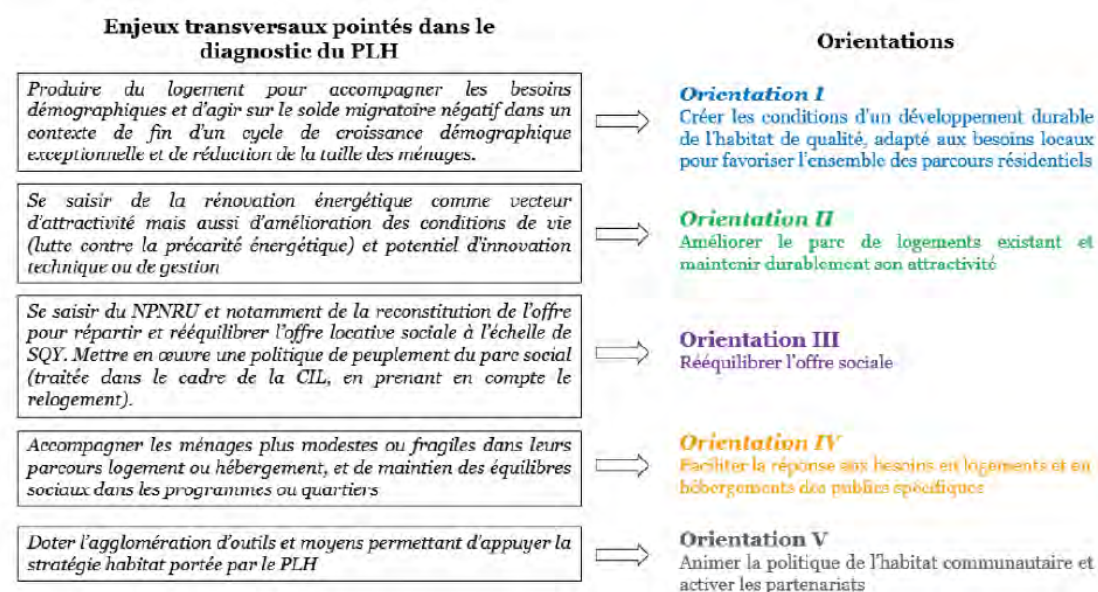 Enjeux transversaux pointés dans le
diagnostic du PLH
Orientations
Produire du logement pour accompagner les besoins
démographiques et d'agir sur le solde migratoire négatif dans un
contexte de fin d'un cycle de croissance démographique
exceptionnelle et de réduction de la taille des ménages.
Orientation I
Créer les conditions d'un développement durable
de l'habitat de qualité, adapté aux besoins locaux
pour favoriser l'ensemble des parcours résidentiels
Se saisir de la rénovation énergétique comme vecteur
d'attractivité mais aussi d'amélioration des conditions de vie
(lutte contre la précarité énergétique) et potentiel d'innovation
technique ou de gestion
Orientation II
Améliorer le parc de logements existant et
maintenir durablement son attractivité
Se saisir du NPNRU et notamment de la reconstitution de l'offre
pour répartir et rééquilibrer l'offre locative sociale à l'échelle de
SQY. Mettre en œuvre une politique de peuplement du parc social
(traitée dans le cadre de la CIL, en prenant en compte le
relogement).
Orientation III
Rééquilibrer l'offre sociale
Accompagner les ménages plus modestes ou fragiles dans leurs
parcours logement ou hébergement, et de maintien des équilibres
sociaux dans les programmes ou quartiers
Orientation IV
Faciliter la réponse aux besoins en logements et en
hébergements des publics spécifiques
Doter l'agglomération d'outils et moyens permettant d'appuyer la
stratégie habitat portée par le PLH
Orientation V
Animer la politique de l'habitat communautaire et
activer les partenariats